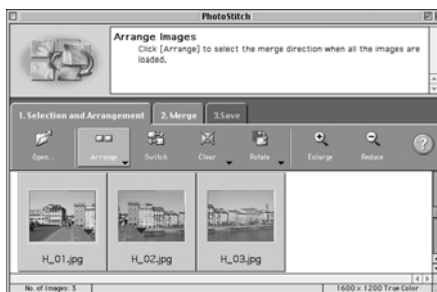 PhotoStitch
Arrange Images
Click [Arrange] to select the merge direction when all the images are
loaded.
1. Selection and Arrangement 2. Merge 3.Save
Open... Arrange Switch Clear Rotate Enlarge Reduce ?
H_01.jpg H_02.jpg H_03.jpg
No. of Images: 3 1600 x 1200 True Color